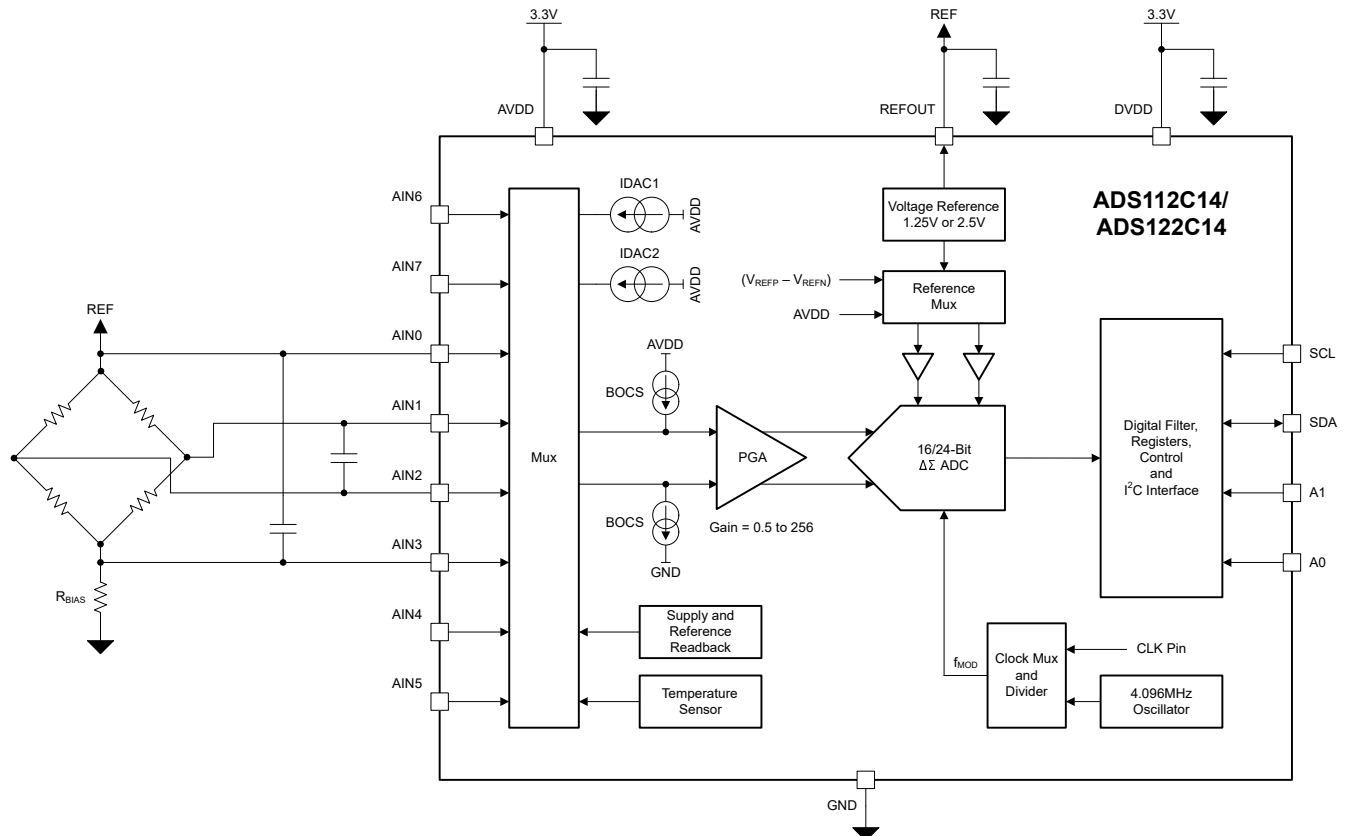 3.3V
REF
3.3V
AVDD
REFOUT
DVDD
AIN6
IDAC1
AVDD
Voltage Reference
1.25V or 2.5V
ADS112C14/
ADS122C14
AIN7
IDAC2
AVDD
(VREFP – VREFN)
Reference
Mux
AVDD
REF
AIN0
AVDD
BOCS
SCL
AIN1
Mux
PGA
16/24-Bit
ΔΣ ADC
Digital Filter,
Registers,
Control
and
I2C Interface
SDA
AIN2
BOCS
Gain = 0.5 to 256
A1
AIN3
GND
A0
RBIAS
AIN4
Supply and
Reference
Readback
fMOD
Clock Mux
and
Divider
CLK Pin
AIN5
Temperature
Sensor
4.096MHz
Oscillator
GND